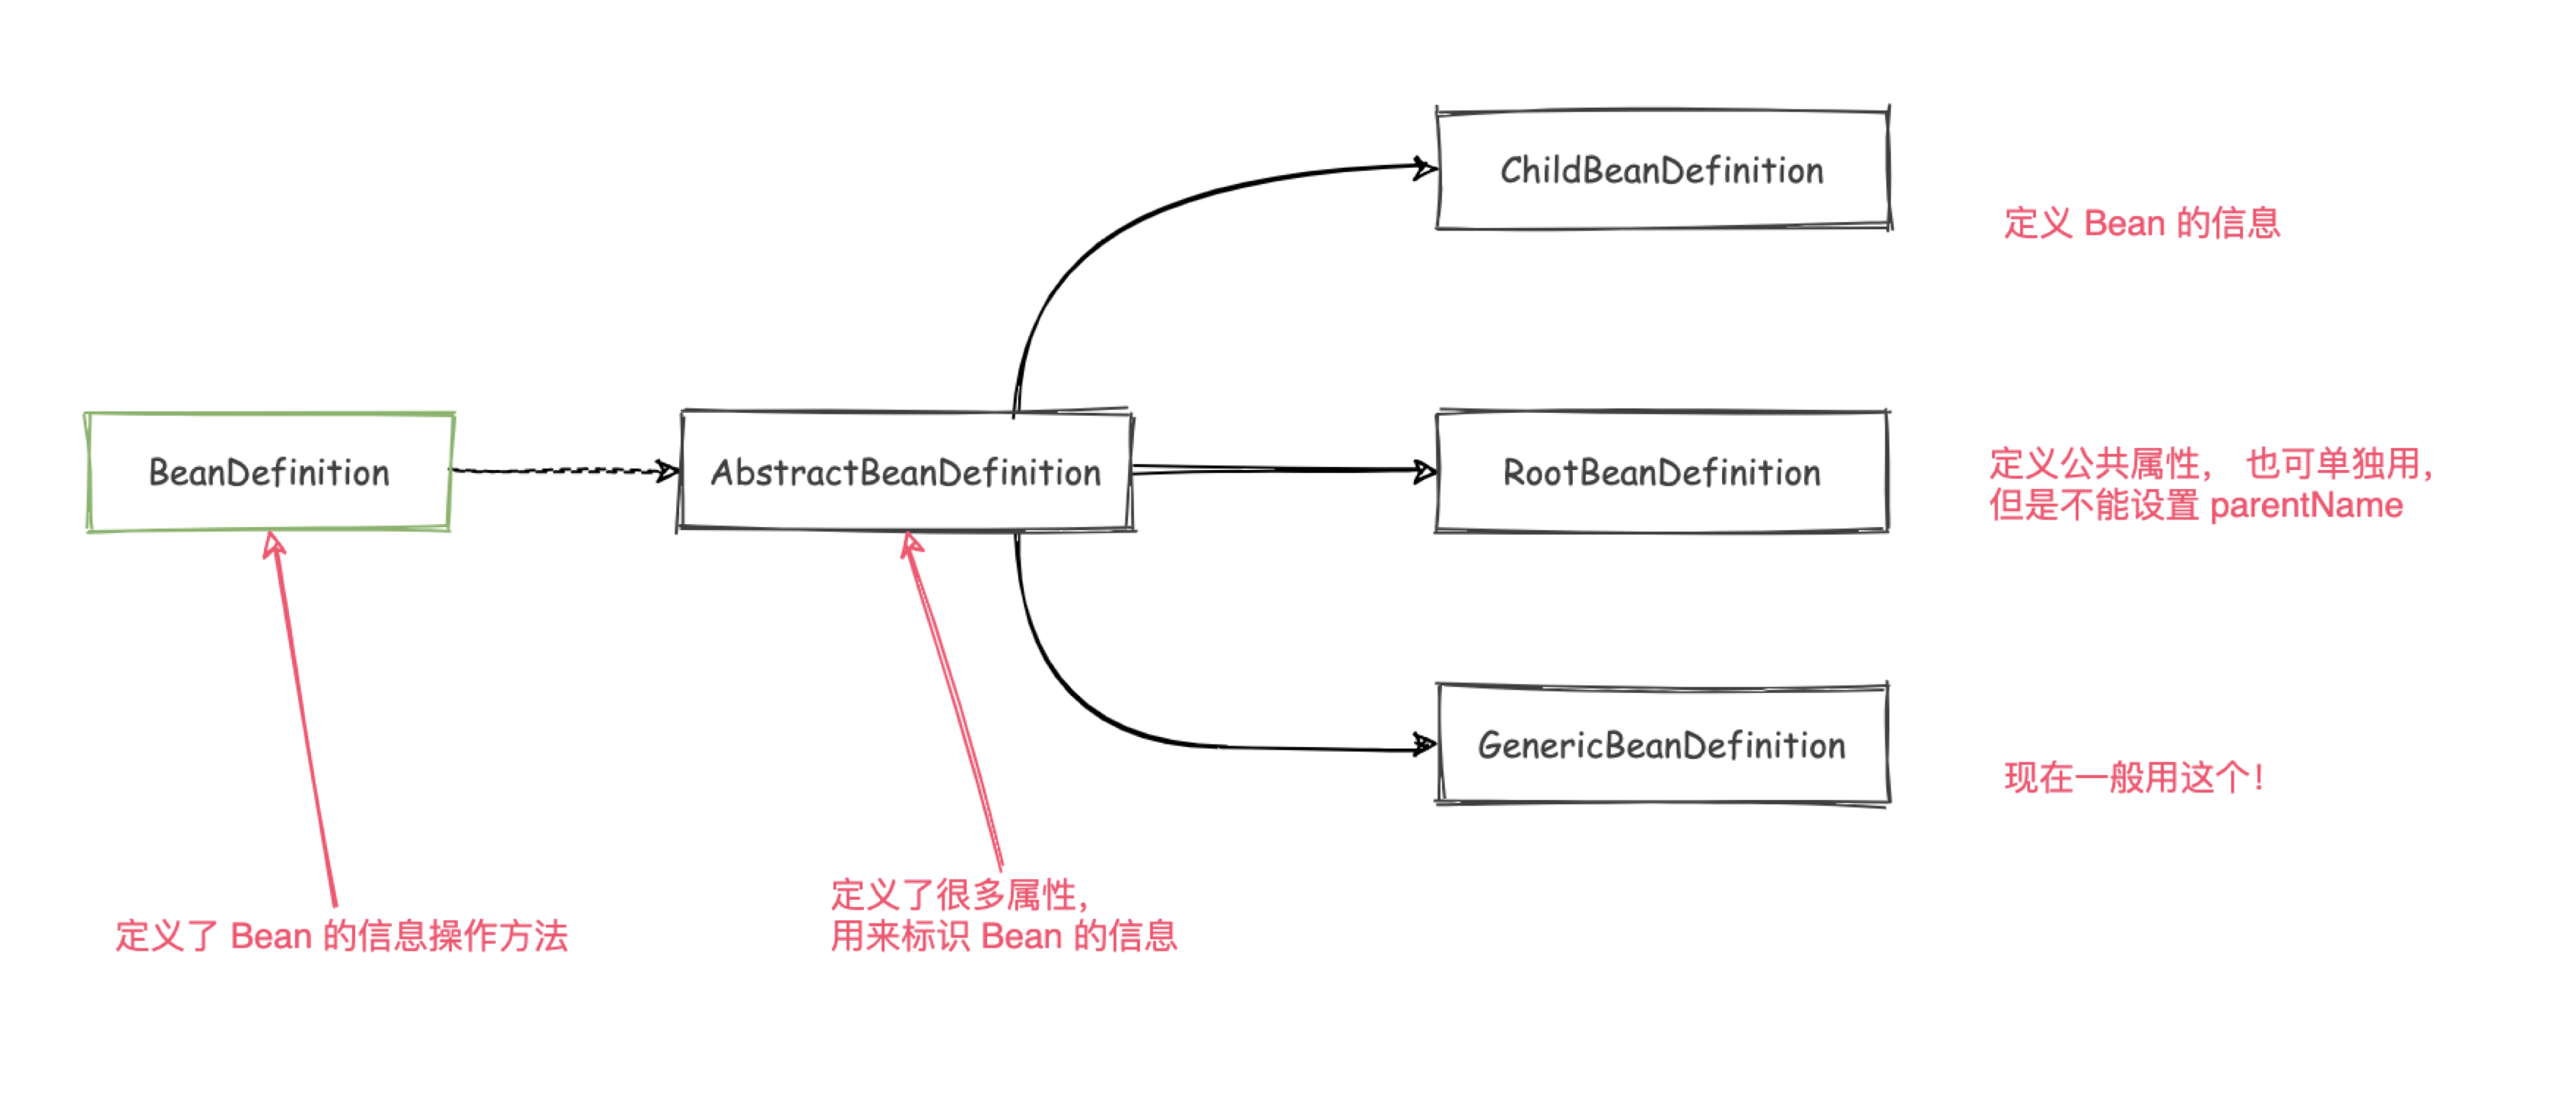 ChildBeanDefinition
定义 Bean 的信息
BeanDefinition
AbstractBeanDefinition
RootBeanDefinition
定义公共属性， 也可单独用，
但是不能设置 parentName
GenericBeanDefinition
现在一般用这个！
定义了 Bean 的信息操作方法
定义了很多属性，
用来标识 Bean 的信息